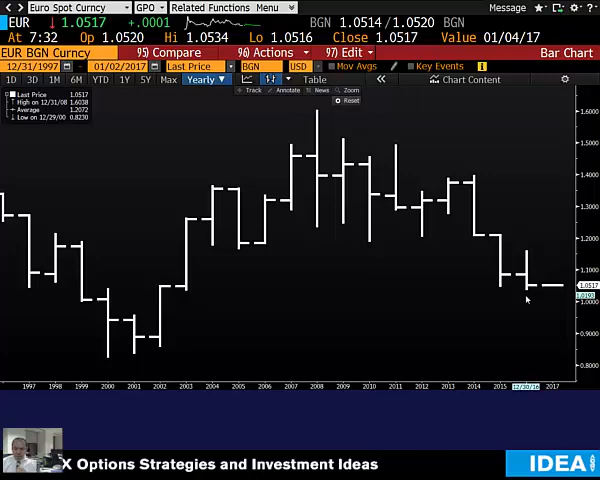 Euro Spot Curncy GPO Related Functions Menu Message
EUR ↓ 1.0517 +.0001 BGN 1.0514 / 1.0520 BGN
At 7:32 Op 1.0520 Hi 1.0534 Lo 1.0516 Close 1.0517 Value 01/04/17
EUR BGN Curncy 95) Compare 96) Actions 97) Edit Bar Chart
12/31/1997 01/02/2017 Last Price BGN USD Mov Avgs Key Events
1D 3D 1M 6M YTD 1Y 5Y Max Yearly Table Chart Content
Track Annotate News Zoom
Reset
Last Price 1.0517
High on 12/31/08 1.6038
Average 1.2072
Low on 12/29/00 0.8230
1.6000
1.5000
1.4000
1.3000
1.2000
1.1000
1.0517
1.0193
1.0000
0.9000
0.8000
1997 1998 1999 2000 2001 2002 2003 2004 2005 2006 2007 2008 2009 2010 2011 2012 2013 2014 2015 12/30/16 2017
X Options Strategies and Investment Ideas
IDEA